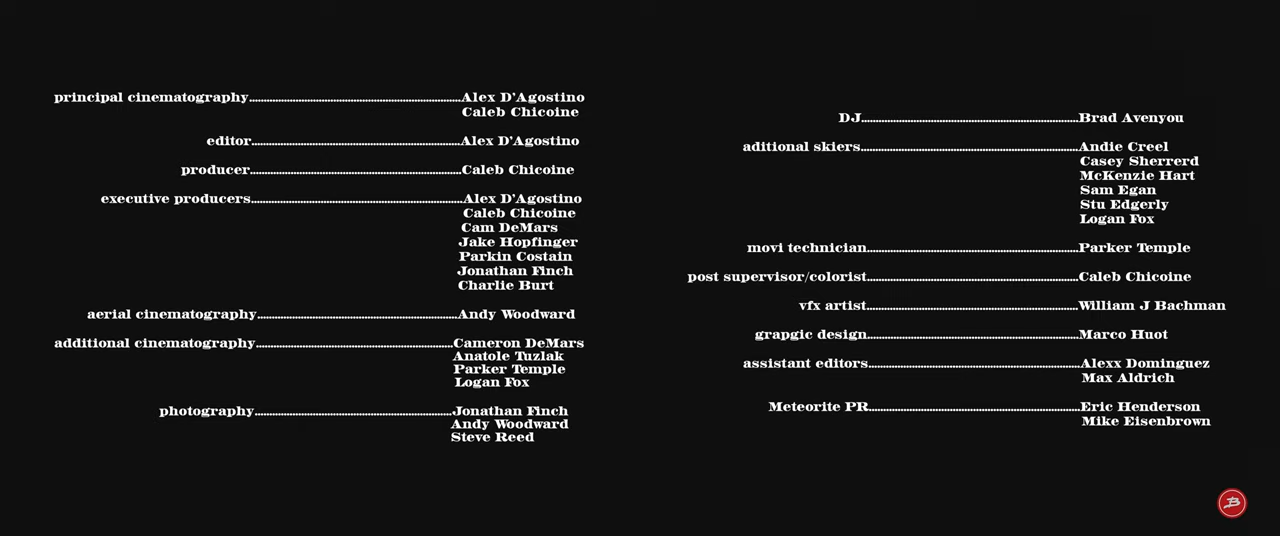 principal cinematography..........Alex D'Agostino
Caleb Chicoine
editor..........Alex D'Agostino
producer..........Caleb Chicoine
executive producers..........Alex D'Agostino
Caleb Chicoine
Cam DeMars
Jake Hopfinger
Parkin Costain
Jonathan Finch
Charlie Burt
aerial cinematography..........Andy Woodward
additional cinematography..........Cameron DeMars
Anatole Tuzlak
Parker Temple
Logan Fox
photography..........Jonathan Finch
Andy Woodward
Steve Reed
DJ..........Brad Avenyou
aditional skiers..........Andie Creel
Casey Sherrerd
McKenzie Hart
Sam Egan
Stu Edgerly
Logan Fox
movi technician..........Parker Temple
post supervisor/colorist..........Caleb Chicoine
vfx artist..........William J Bachman
grapgic design..........Marco Huot
assistant editors..........Alexx Dominguez
Max Aldrich
Meteorite PR..........Eric Henderson
Mike Eisenbrown
B